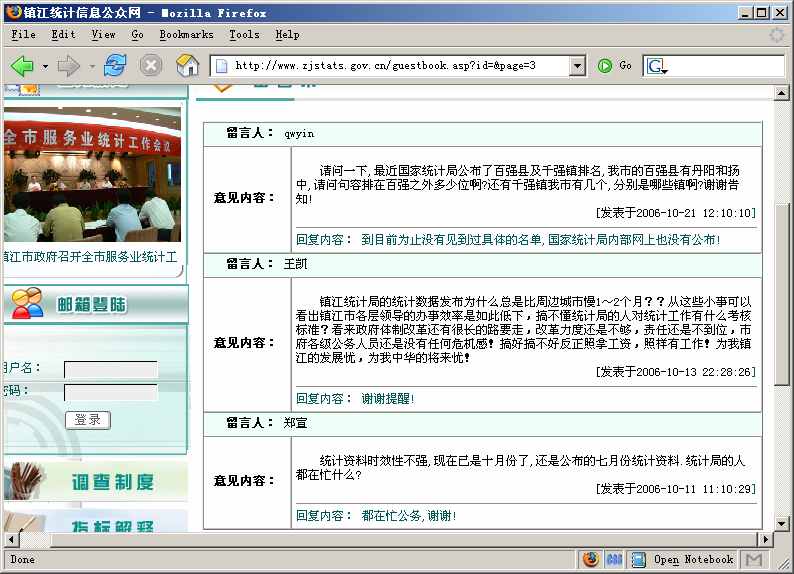 镇江统计信息公众网 - Mozilla Firefox
File Edit View Go Bookmarks Tools Help
http://www.zjstats.gov.cn/guestbook.asp?id=&page=3
Go
G
全市服务业统计工作会议
镇江市政府召开全市服务业统计工
邮箱登陆
用户名：
密码：
登录
调查制度
指标解释
留言人： qwyin
意见内容：
请问一下,最近国家统计局公布了百强县及千强镇排名,我市的百强县有丹阳和扬
中,请问句容排在百强之外多少位啊?还有千强镇我市有几个,分别是哪些镇啊?谢谢告
知!
[发表于2006-10-21 12:10:10]
回复内容： 到目前为止没有见到过具体的名单,国家统计局内部网上也没有公布!
留言人： 王凯
意见内容：
镇江统计局的统计数据发布为什么总是比周边城市慢1～2个月？？从这些小事可以
看出镇江市各层领导的办事效率是如此低下，搞不懂统计局的人对统计工作有什么考核
标准？看来政府体制改革还有很长的路要走，改革力度还是不够，责任还是不到位，市
府各级公务人员还是没有任何危机感！搞好搞不好反正照拿工资，照样有工作！为我镇
江的发展忧，为我中华的将来忧！
[发表于2006-10-13 22:28:26]
回复内容： 谢谢提醒!
留言人： 郑宣
意见内容：
统计资料时效性不强,现在已是十月份了,还是公布的七月份统计资料.统计局的人
都在忙什么?
[发表于2006-10-11 11:10:29]
回复内容： 都在忙公务,谢谢!
Done
CSS
Open Notebook